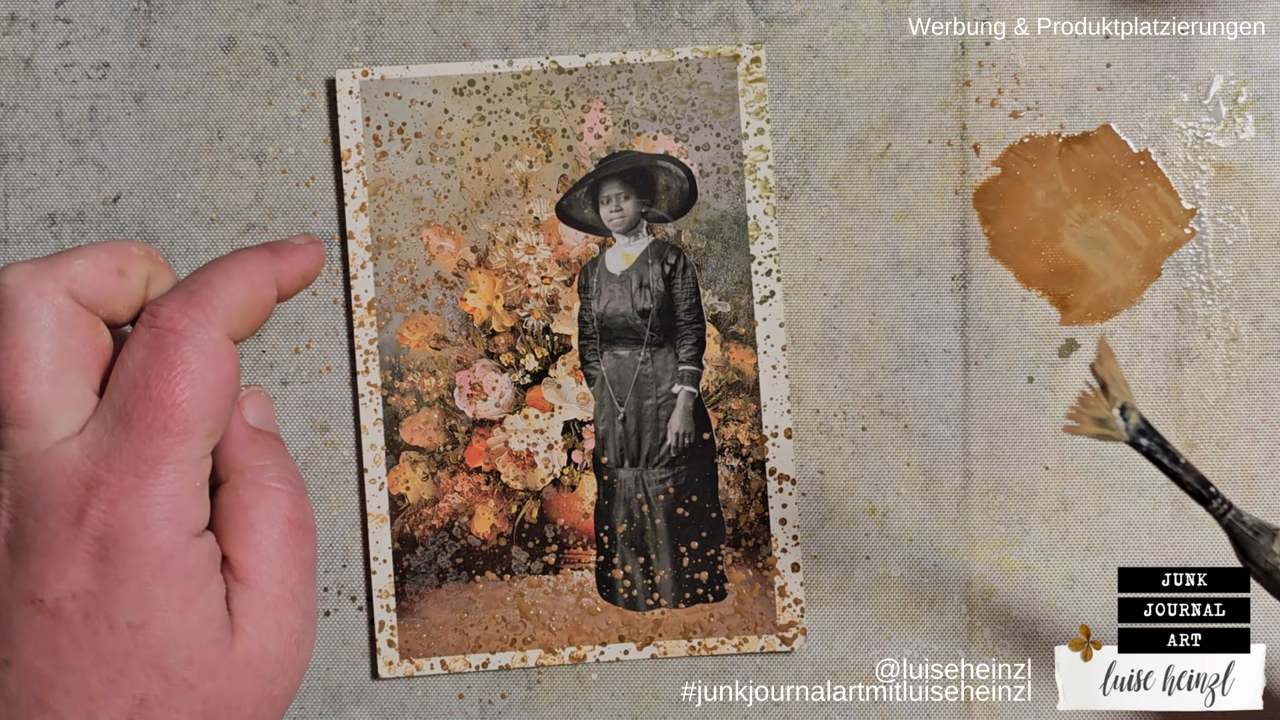 Werbung & Produktplatzierungen
@luiseheinzl
#junkjournalartmitluiseheinzl
JUNK
JOURNAL
ART
luise heinzl